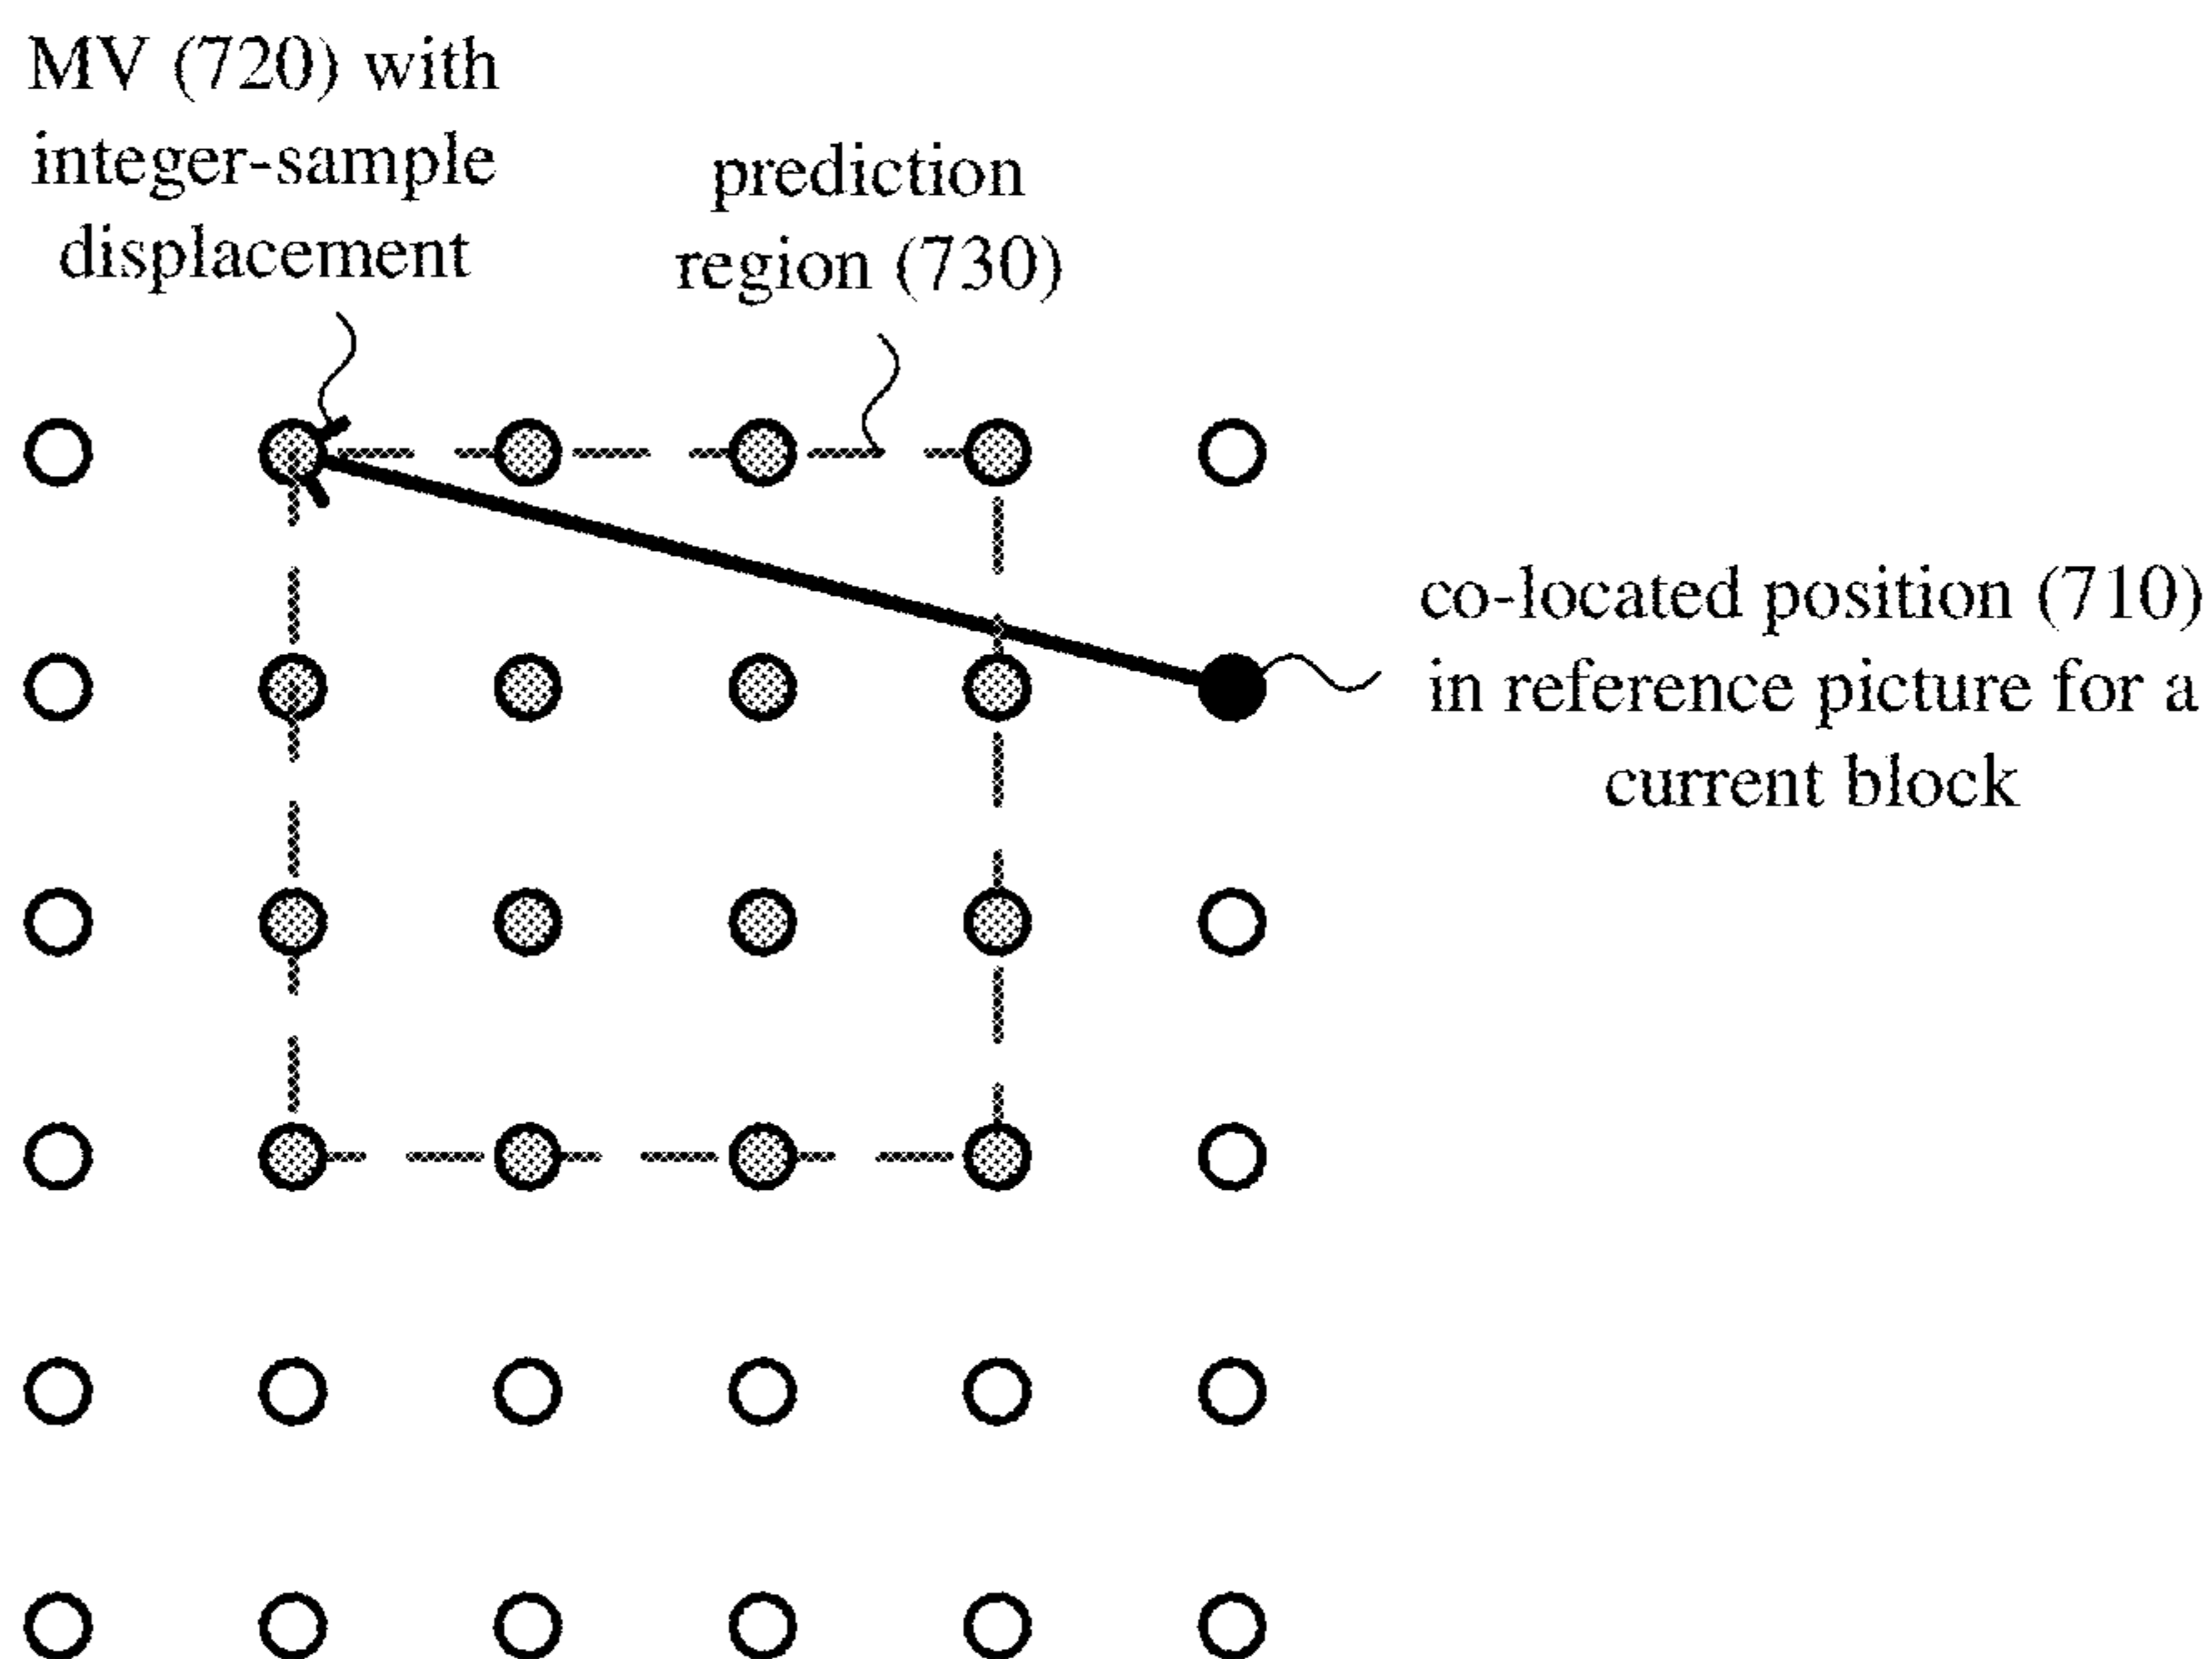 MV (720) with
integer-sample
displacement
prediction
region (730)
co-located position (710)
in reference picture for a
current block